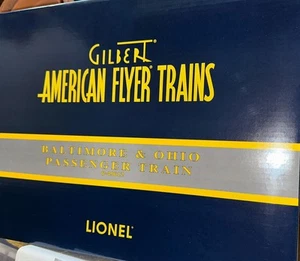 GILBERT®
AMERICAN FLYER® TRAINS
BALTIMORE & OHIO
PASSENGER TRAIN
LIONEL®